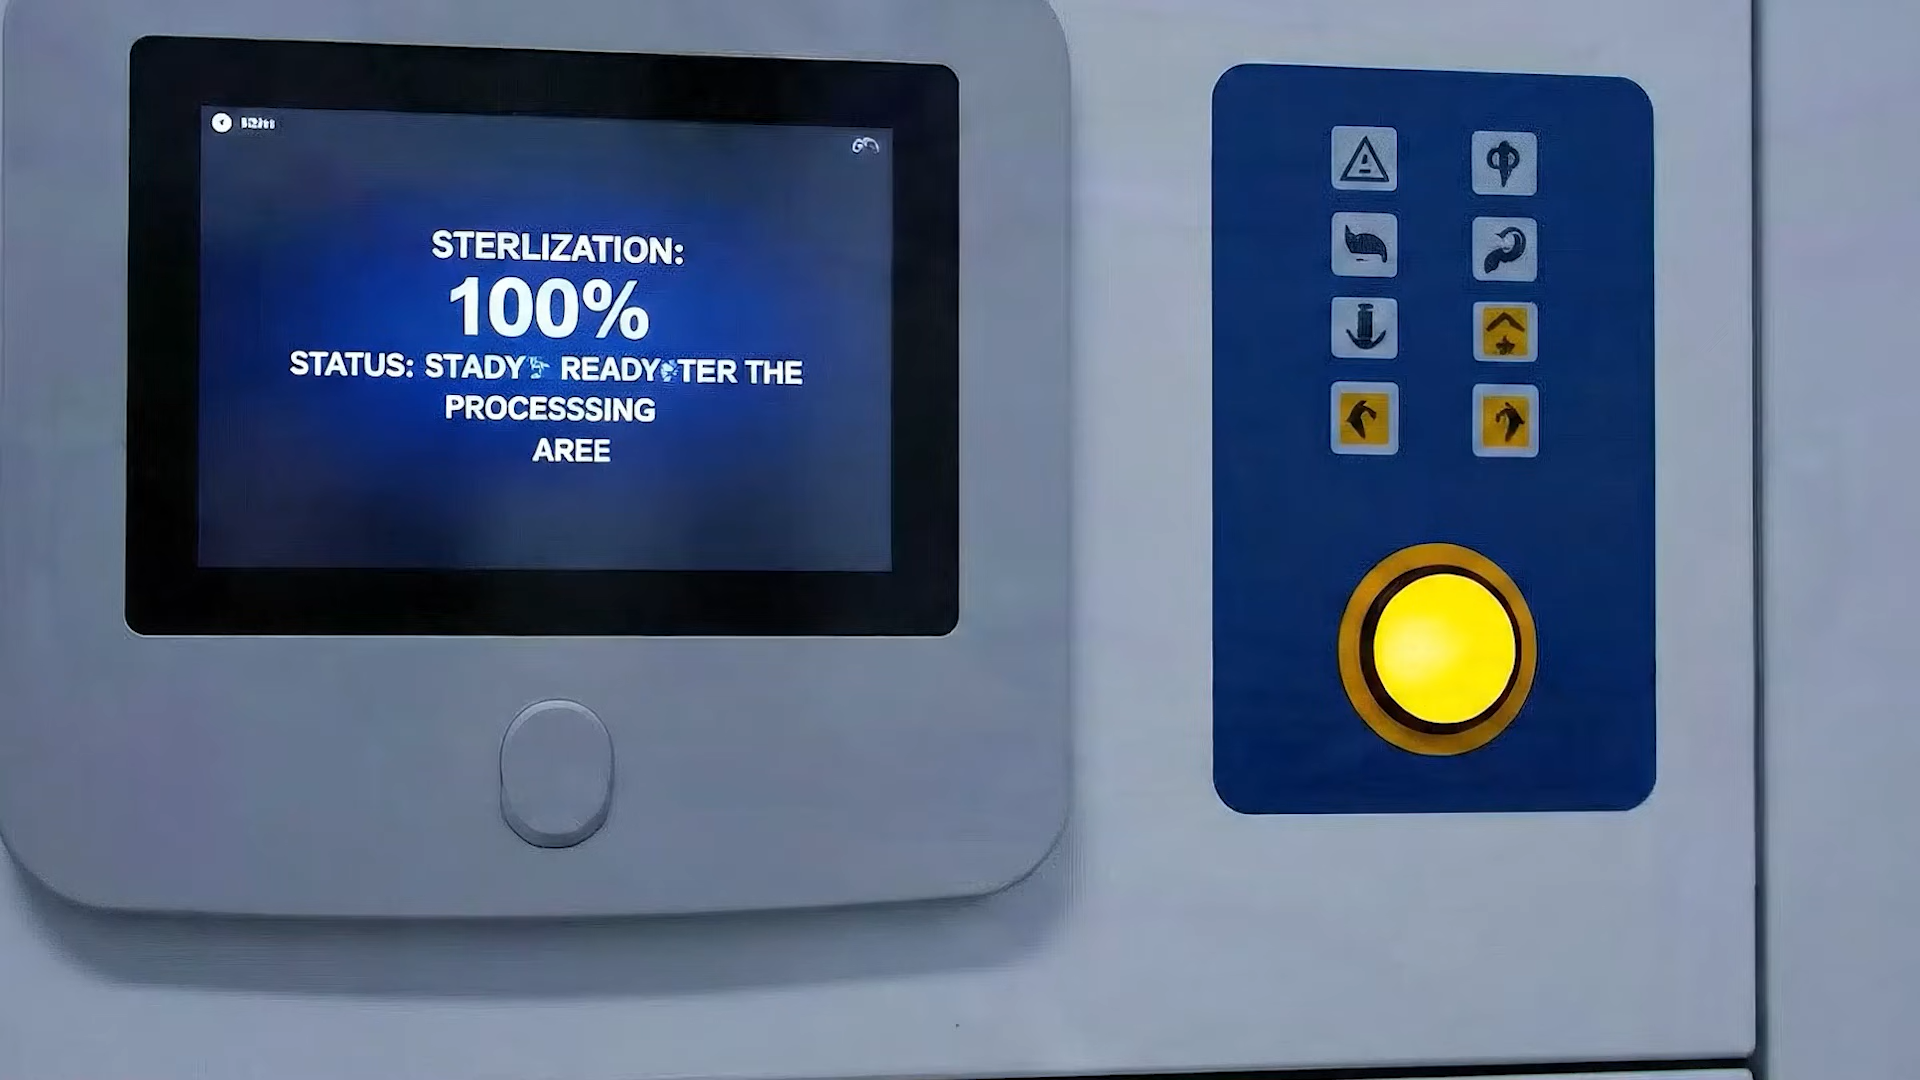 STERLIZATION:
100%
STATUS: STADY READY TER THE
PROCESSSING
AREE